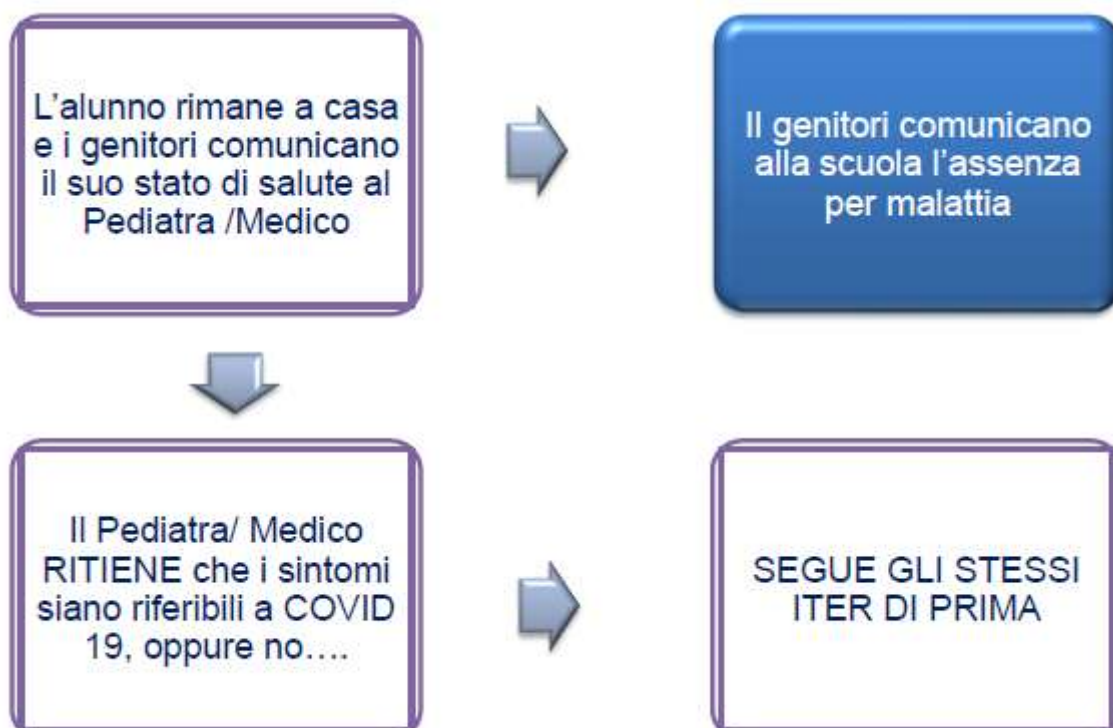 L'alunno rimane a casa
e i genitori comunicano
il suo stato di salute al
Pediatra /Medico
Il genitori comunicano
alla scuola l'assenza
per malattia
Il Pediatra/ Medico
RITIENE che i sintomi
siano riferibili a COVID
19, oppure no….
SEGUE GLI STESSI
ITER DI PRIMA